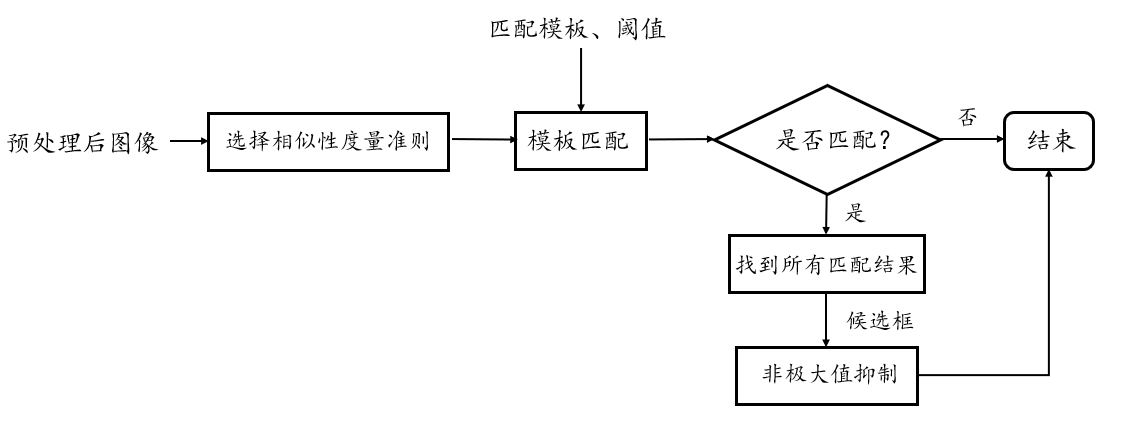 匹配模板、阈值
预处理后图像
选择相似性度量准则
模板匹配
是否匹配？
否
结束
是
找到所有匹配结果
候选框
非极大值抑制